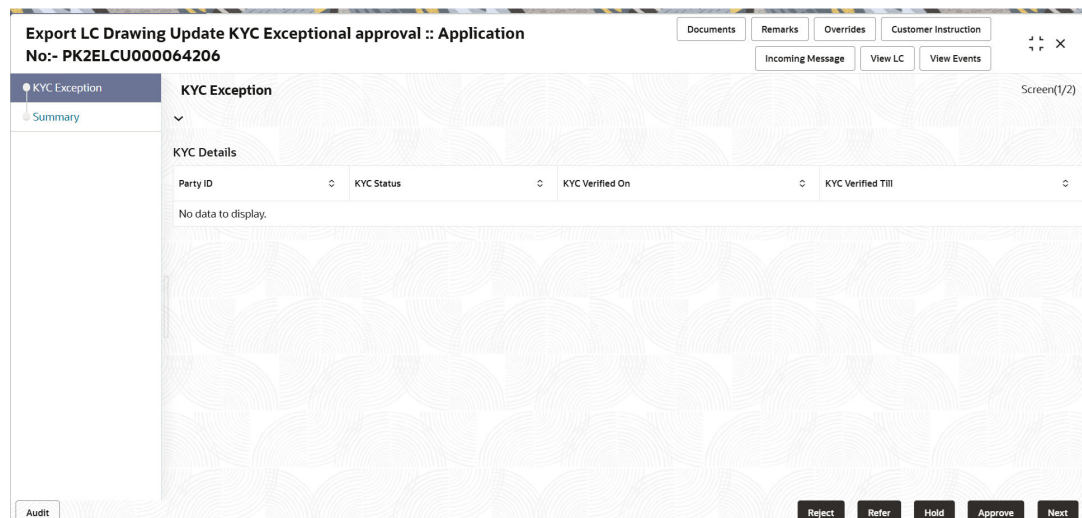 Export LC Drawing Update KYC Exceptional approval :: Application
No:- PK2ELCU000064206
Documents
Remarks
Overrides
Customer Instruction
Incoming Message
View LC
View Events
KYC Exception
Summary
KYC Exception
Screen(1/2)
KYC Details
Party ID
KYC Status
KYC Verified On
KYC Verified Till
No data to display.
Audit
Reject
Refer
Hold
Approve
Next